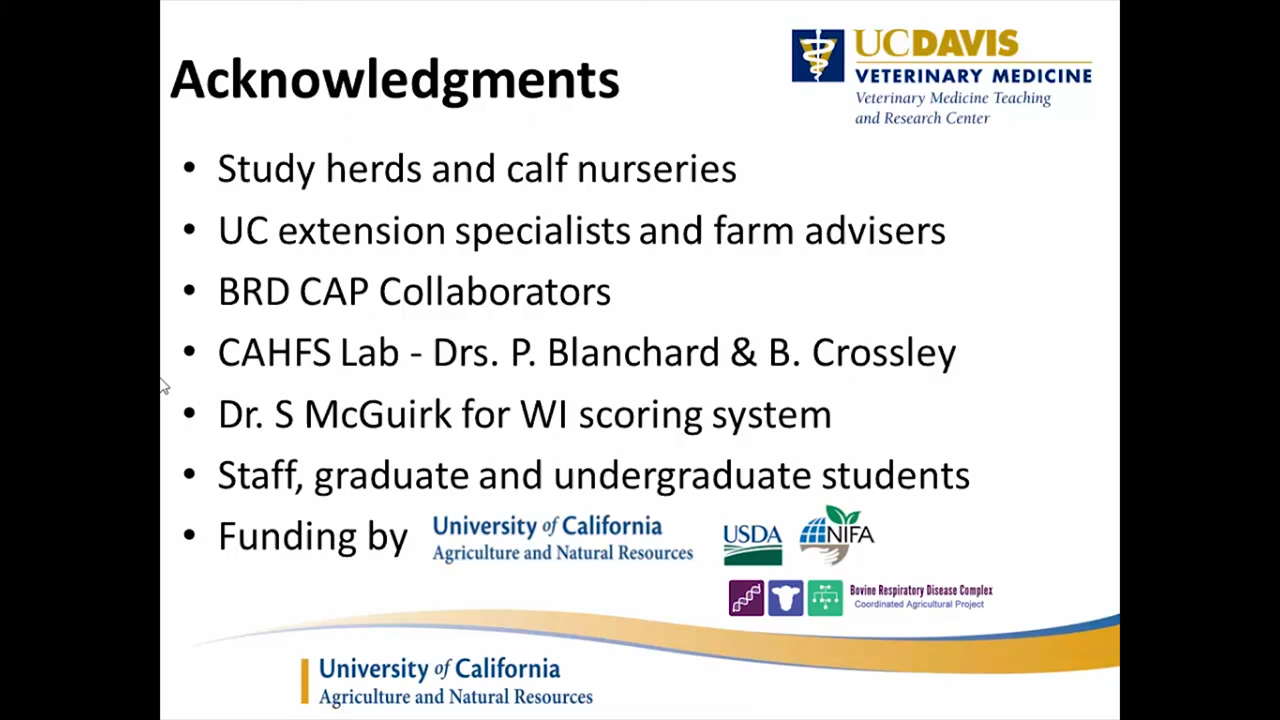 Acknowledgments
UCDAVIS
VETERINARY MEDICINE
Veterinary Medicine Teaching
and Research Center
• Study herds and calf nurseries
• UC extension specialists and farm advisers
• BRD CAP Collaborators
• CAHFS Lab - Drs. P. Blanchard & B. Crossley
• Dr. S McGuirk for WI scoring system
• Staff, graduate and undergraduate students
• Funding by
University of California
Agriculture and Natural Resources
USDA
NIFA
Bovine Respiratory Disease Complex
Coordinated Agricultural Project
University of California
Agriculture and Natural Resources